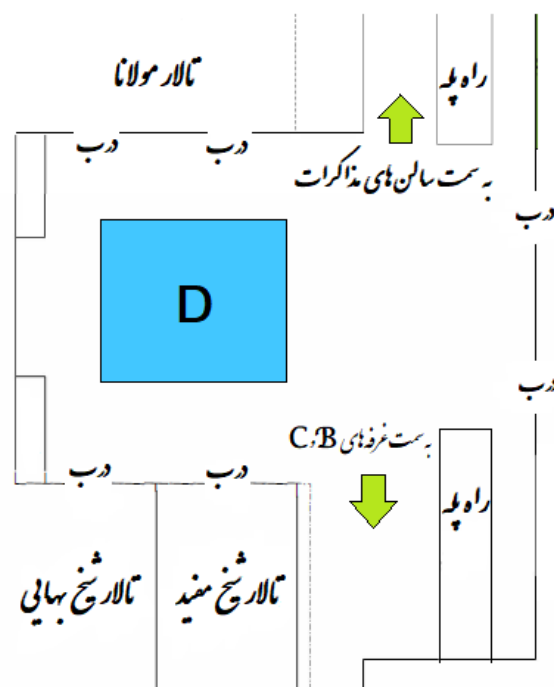 تالار مولانا
راه پله
درب
درب
به سمت سالن های مذاکرات
درب
D
درب
به سمت غرفه های B و C
درب
درب
راه پله
تالار شیخ مفید
تالار شیخ بهایی